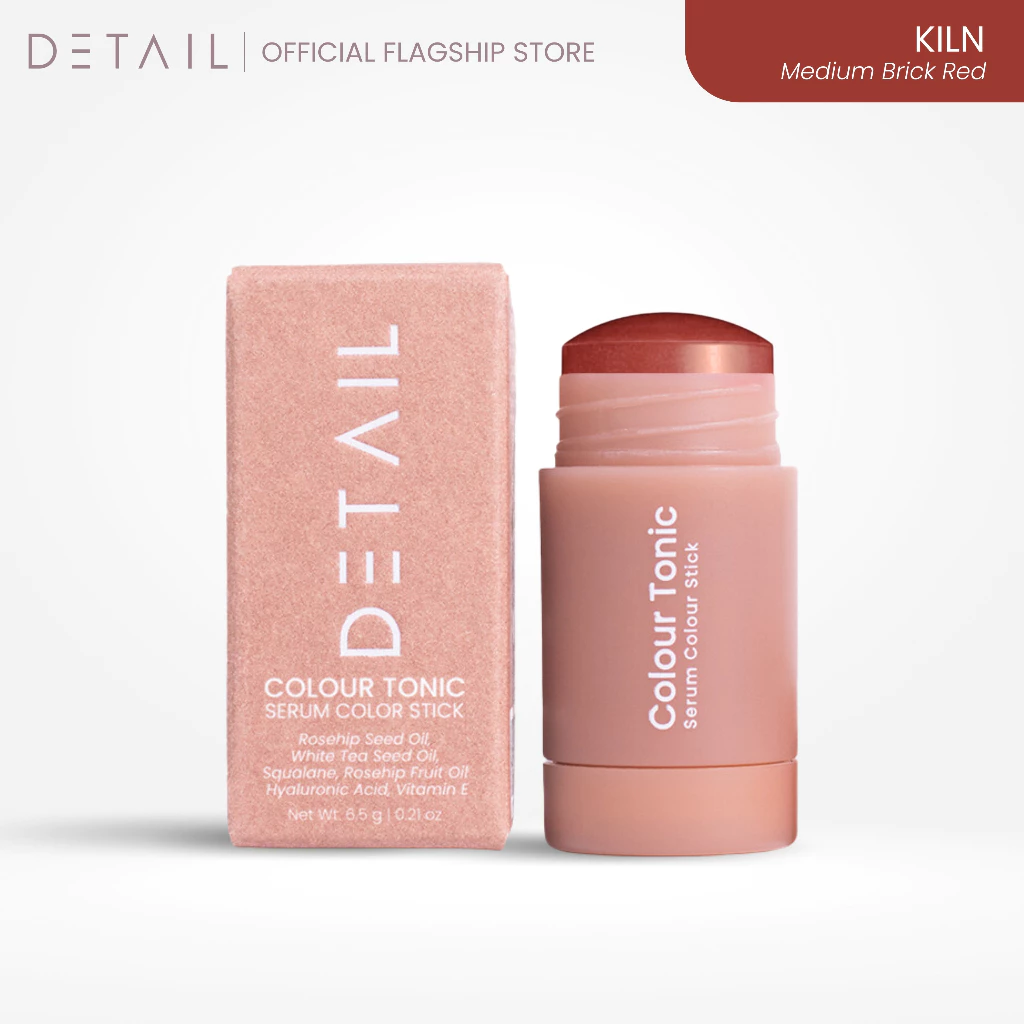 DETAIL | OFFICIAL FLAGSHIP STORE
KILN
Medium Brick Red
DETAIL
COLOUR TONIC
SERUM COLOR STICK
Rosehip Seed Oil,
White Tea Seed Oil,
Squalane, Rosehip Fruit Oil
Hyaluronic Acid, Vitamin E
Net Wt. 6.5 g | 0.21 oz
Colour Tonic
Serum Colour Stick